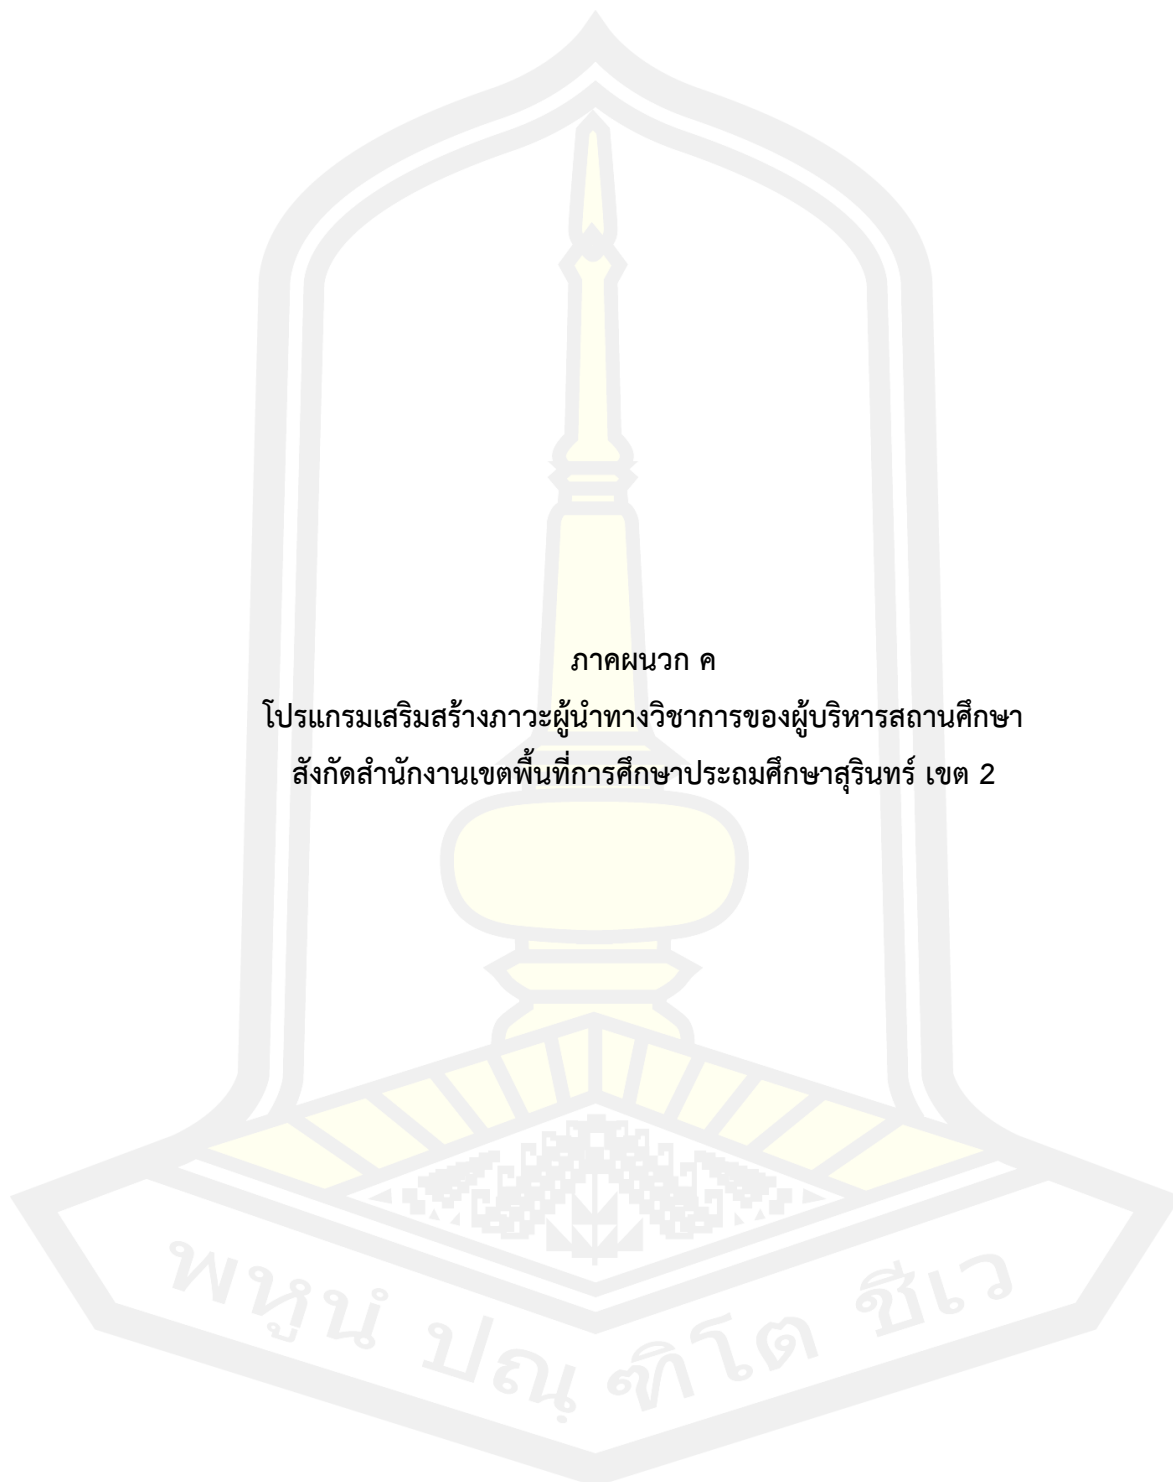 ภาคผนวก ค
โปรแกรมเสริมสร้างภาวะผู้นำทางวิชาการของผู้บริหารสถานศึกษา
สังกัดสำนักงานเขตพื้นที่การศึกษาประถมศึกษาสุรินทร์ เขต 2
พหูนํ ปณฺฑิโต ชีเว